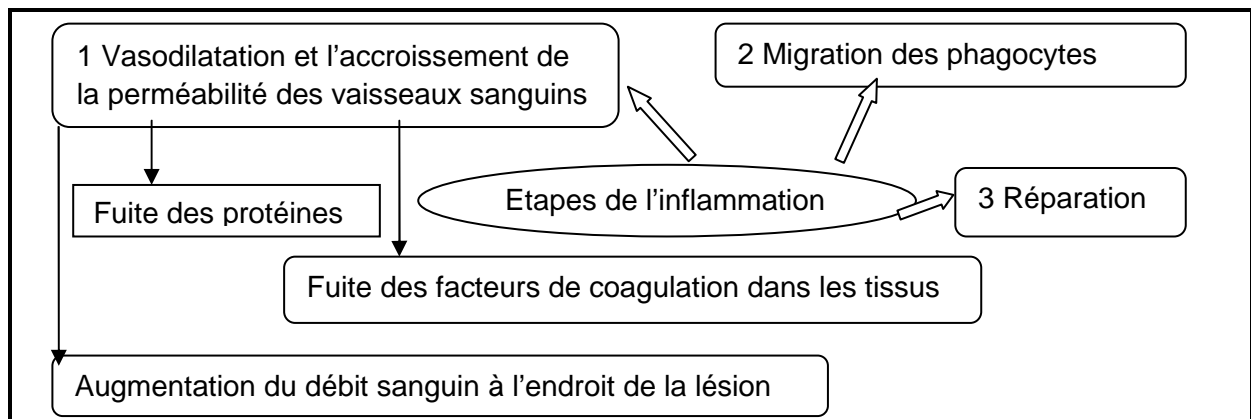 1 Vasodilatation et l’accroissement de
la perméabilité des vaisseaux sanguins
2 Migration des phagocytes
Etapes de l’inflammation
3 Réparation
Fuite des protéines
Fuite des facteurs de coagulation dans les tissus
Augmentation du débit sanguin à l’endroit de la lésion